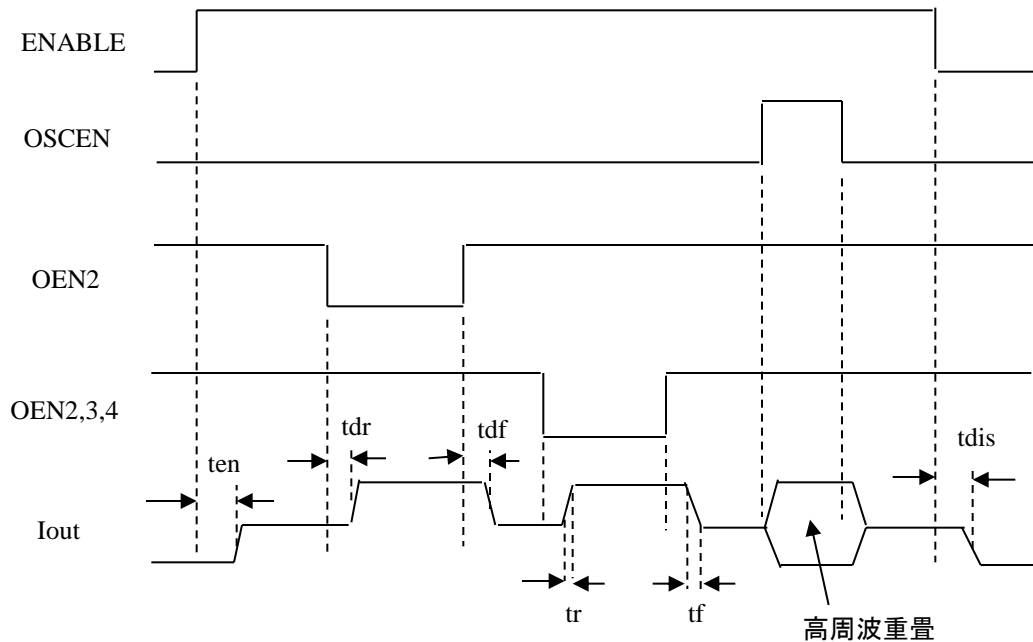 ENABLE
OSCEN
OEN2
OEN2,3,4
tdr
tdf
tdis
ten
Iout
tr
tf
高周波重畳